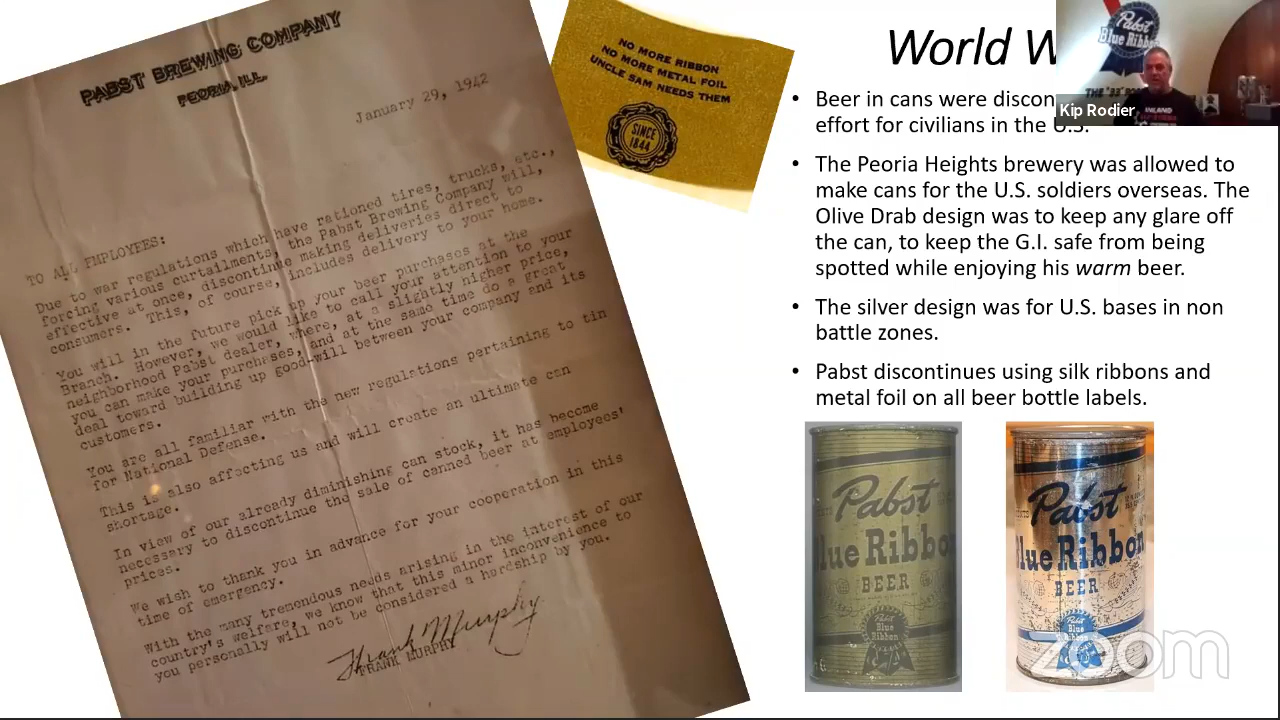 PABST BREWING COMPANY
PEORIA, ILL.
January 29, 1942
TO ALL EMPLOYEES:
Due to war regulations which have rationed tires, trucks, etc.,
forcing various curtailments, the Pabst Brewing Company will,
effective at once, discontinue making deliveries direct to
consumers. This, of course, includes delivery to your home.
You will in the future pick up your beer purchases at the
Branch. However, we would like to call your attention to your
neighborhood Pabst dealer, where, at a slightly higher price,
you can make your purchases, and at the same time do a great
deal toward building up good-will between your company and its
customers.
You are all familiar with the new regulations pertaining to tin
for National Defense.
This is also affecting us and will create an ultimate can
shortage.
In view of our already diminishing can stock, it has become
necessary to discontinue the sale of canned beer at employees'
prices.
We wish to thank you in advance for your cooperation in this
time of emergency.
With the many tremendous needs arising in the interest of our
country's welfare, we know that this minor inconvenience to
you personally will not be considered a hardship by you.
Frank Murphy
FRANK MURPHY
NO MORE RIBBON
NO MORE METAL FOIL
UNCLE SAM NEEDS THEM
SINCE
1844
World W
• Beer in cans were discon
effort for civilians in the U.S.
• The Peoria Heights brewery was allowed to
make cans for the U.S. soldiers overseas. The
Olive Drab design was to keep any glare off
the can, to keep the G.I. safe from being
spotted while enjoying his warm beer.
• The silver design was for U.S. bases in non
battle zones.
• Pabst discontinues using silk ribbons and
metal foil on all beer bottle labels.
Pabst
Blue Ribbon
THE "33" RO
Kip Rodier
Pabst
Blue Ribbon
BEER
Pabst
Blue
Ribbon
Pabst
Blue Ribbon
BEER
Pabst
Blue
Ribbon
zoom